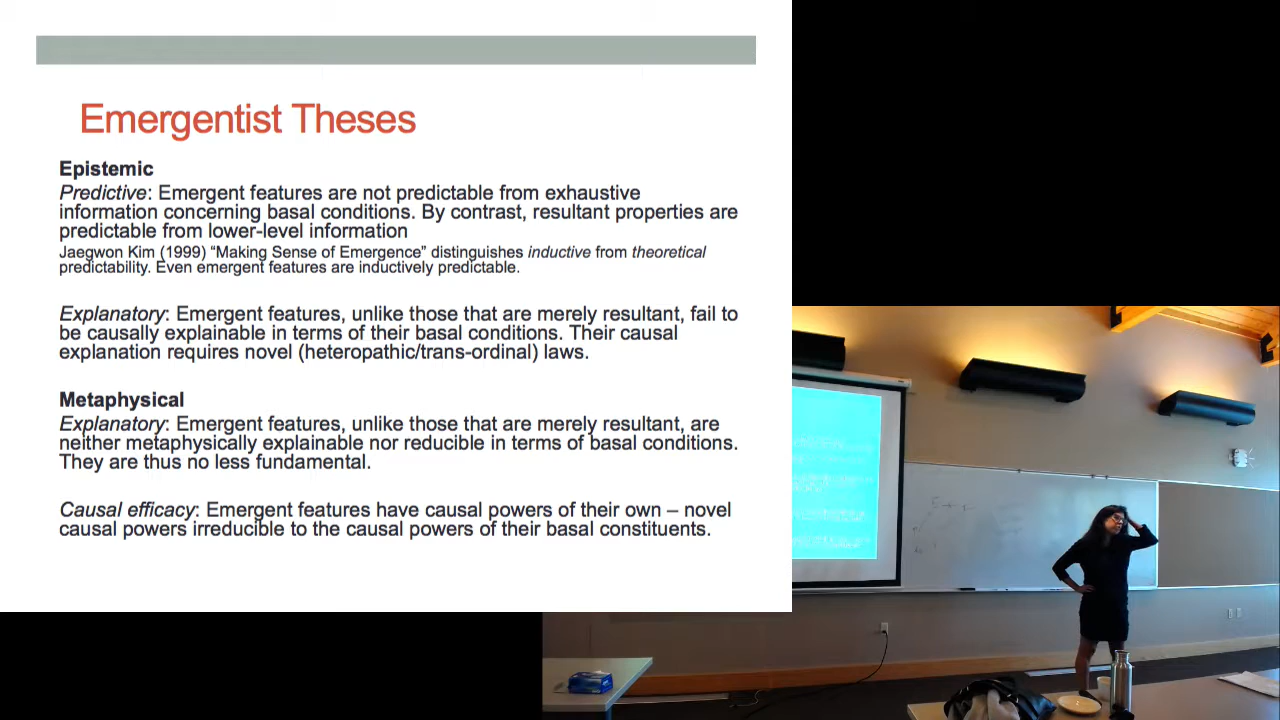 Emergentist Theses
Epistemic
Predictive: Emergent features are not predictable from exhaustive
information concerning basal conditions. By contrast, resultant properties are
predictable from lower-level information
Jaegwon Kim (1999) “Making Sense of Emergence” distinguishes inductive from theoretical
predictability. Even emergent features are inductively predictable.
Explanatory: Emergent features, unlike those that are merely resultant, fail to
be causally explainable in terms of their basal conditions. Their causal
explanation requires novel (heteropathic/trans-ordinal) laws.
Metaphysical
Explanatory: Emergent features, unlike those that are merely resultant, are
neither metaphysically explainable nor reducible in terms of basal conditions.
They are thus no less fundamental.
Causal efficacy: Emergent features have causal powers of their own – novel
causal powers irreducible to the causal powers of their basal constituents.